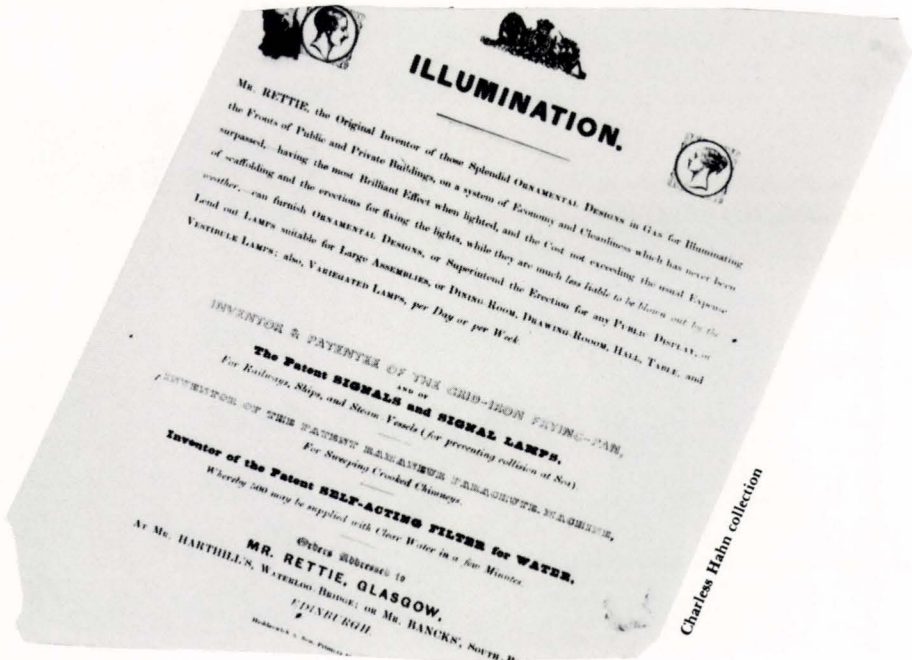 ILLUMINATION.
MR. RETTIE, the Original Inventor of those Splendid ORNAMENTAL DESIGNS in GAS for Illuminating
the Fronts of Public and Private Buildings, on a system of Economy and Cleanliness which has never been
surpassed,—having the most Brilliant Effect when lighted, and the Cost not exceeding the usual Expense
of scaffolding and the erections for fixing the lights, while they are much less liable to be blown out by the
weather,—can furnish ORNAMENTAL DESIGNS, or Superintend the Erection for any PUBLIC DISPLAY, or
Lend out LAMPS suitable for Large ASSEMBLIES, or DINING ROOM, DRAWING-ROOM, HALL, TABLE, and
VESTIBULE LAMPS; also, VARIEGATED LAMPS, per Day or per Week.
INVENTOR & PATENTEE OF THE GRID-IRON FRYING-PAN,
AND OF
The Patent SIGNALS and SIGNAL LAMPS,
For Railways, Ships, and Steam-Vessels (for preventing collision at Sea).
INVENTOR OF THE PATENT RAMANEUR PARACHUTE MACHINE,
For Sweeping Crooked Chimneys.
Inventor of the Patent SELF-ACTING FILTER for WATER,
Whereby 500 may be supplied with Clear Water in a few Minutes.
Orders Addressed to
MR. RETTIE, GLASGOW,
AT MR. HARTHILL'S, WATERLOO-BRIDGE; OR MR. BANCKS', SOUTH
EDINBURGH.
Charless Hahn collection